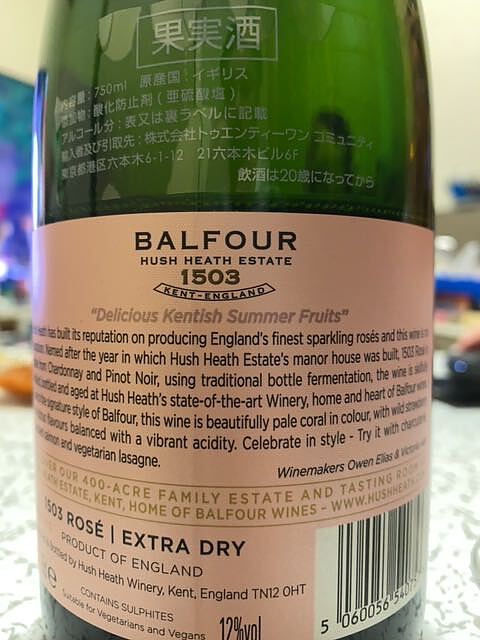 果実酒
内容量:750ml 原産国:イギリス
添加物:酸化防止剤(亜硫酸塩)
アルコール分:表又は裏ラベルに記載
輸入者及び引取先:株式会社トゥエンティーワン コミュニティ
東京都港区六本木6-1-12 21六本木ビル6F
飲酒は20歳になってから
BALFOUR
HUSH HEATH ESTATE
1503
KENT-ENGLAND
"Delicious Kentish Summer Fruits"
has built its reputation on producing England's finest sparkling rosés and this wine is
Named after the year in which Hush Heath Estate's manor house was built, 1503 Rosé is
from Chardonnay and Pinot Noir, using traditional bottle fermentation, the wine is skilfully
bottled and aged at Hush Heath's state-of-the-art Winery, home and heart of Balfour wines.
signature style of Balfour, this wine is beautifully pale coral in colour, with wild strawberry
flavours balanced with a vibrant acidity. Celebrate in style - Try it with charcuterie,
salmon and vegetarian lasagne.
Winemakers Owen Elias & Victoria
OUR 400-ACRE FAMILY ESTATE AND TASTING ROOM
HEATH ESTATE, KENT, HOME OF BALFOUR WINES - WWW.HUSHHEATH.
1503 ROSÉ | EXTRA DRY
PRODUCT OF ENGLAND
Bottled by Hush Heath Winery, Kent, England TN12 0HT
CONTAINS SULPHITES
Suitable for Vegetarians and Vegans
12%vol
5 060056 5401